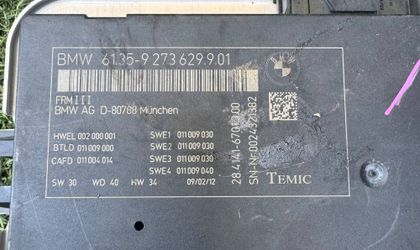 BMW 61.35-9 273 629 9.01
FRMIII
BMW AG D-80788 München
HWEL 002 000 001
BTLD 011 009 000
CAFD 011 004 014
SWE1 011 009 030
SWE2 011 009 030
SWE3 011 009 030
SWE4 011 009 040
SW 30 WD 40 HW 34 09/02/12
SN-Nr.
TEMIC